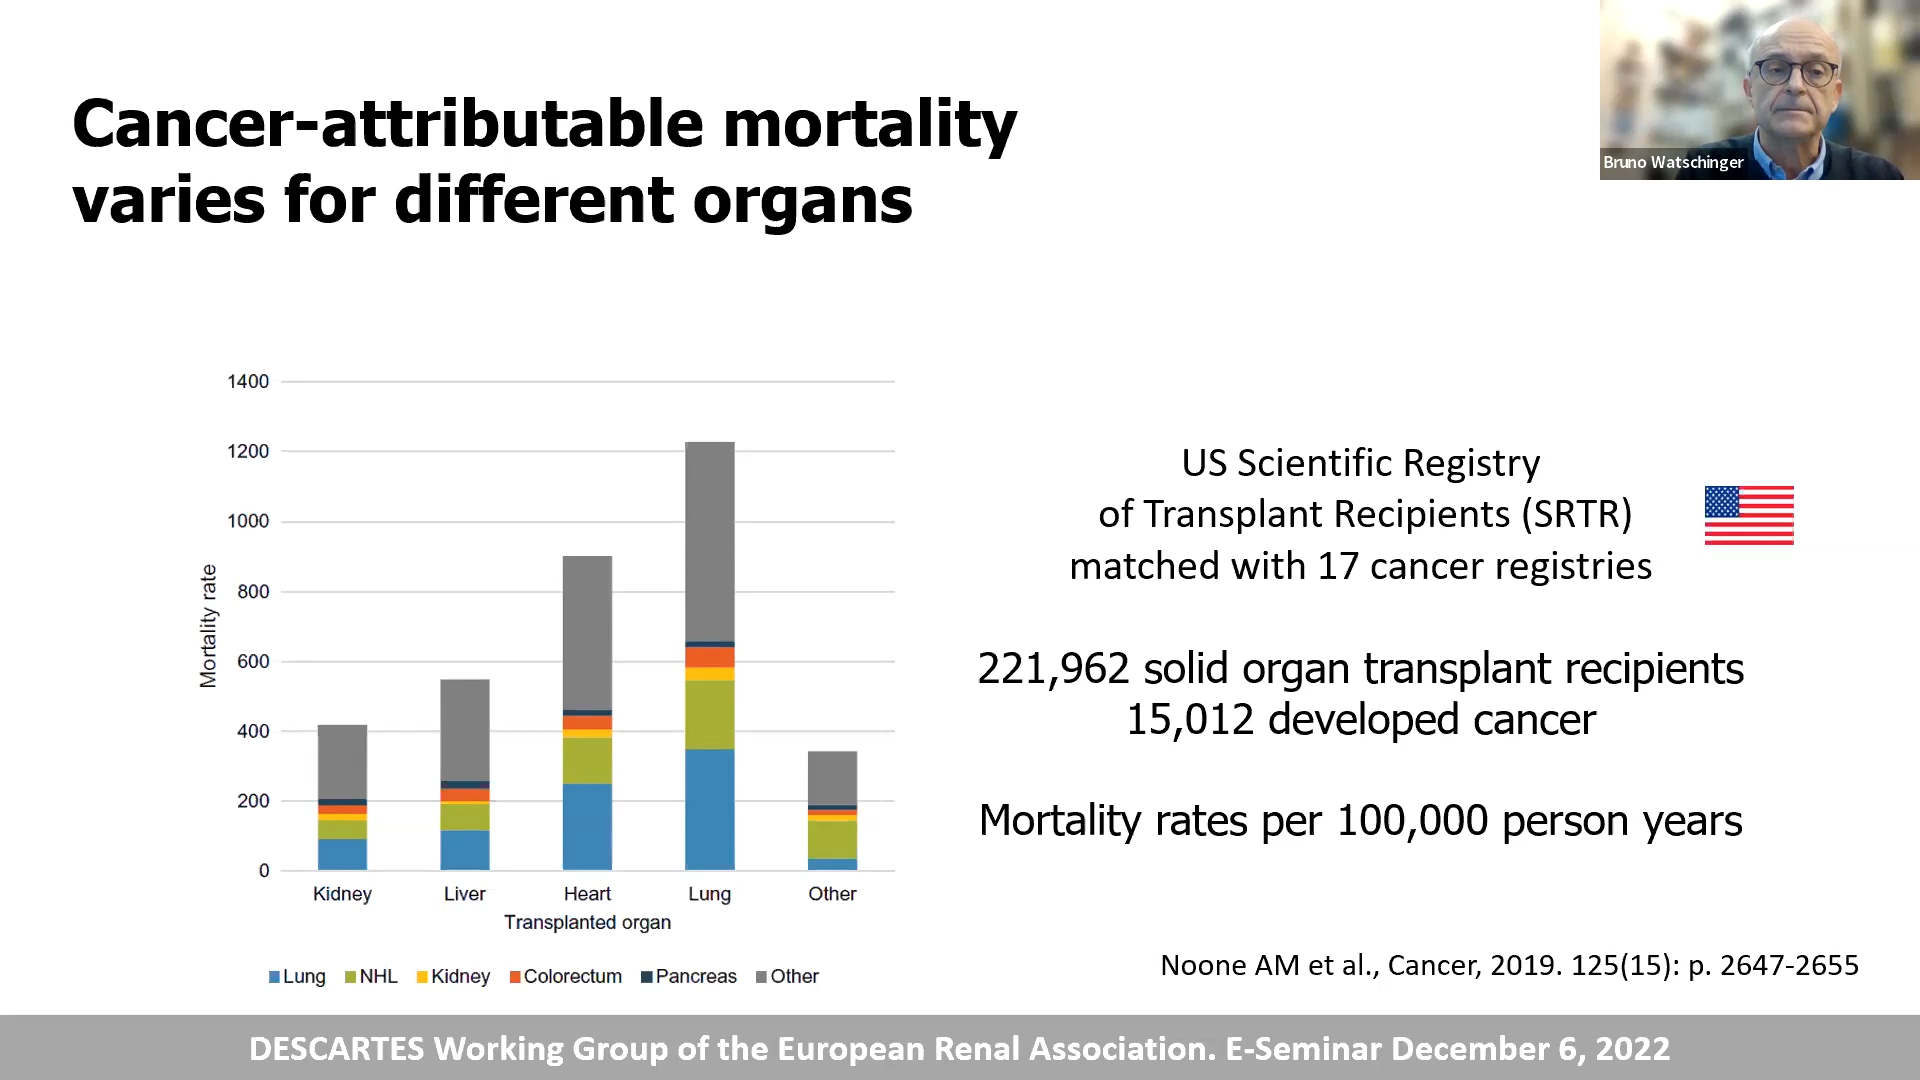 Cancer-attributable mortality
varies for different organs
Bruno Watschinger
1400
1200
1000
800
600
400
200
0
Mortality rate
Kidney Liver Heart Lung Other
Transplanted organ
Lung NHL Kidney Colorectum Pancreas Other
US Scientific Registry
of Transplant Recipients (SRTR)
matched with 17 cancer registries
221,962 solid organ transplant recipients
15,012 developed cancer
Mortality rates per 100,000 person years
Noone AM et al., Cancer, 2019. 125(15): p. 2647-2655
DESCARTES Working Group of the European Renal Association. E-Seminar December 6, 2022